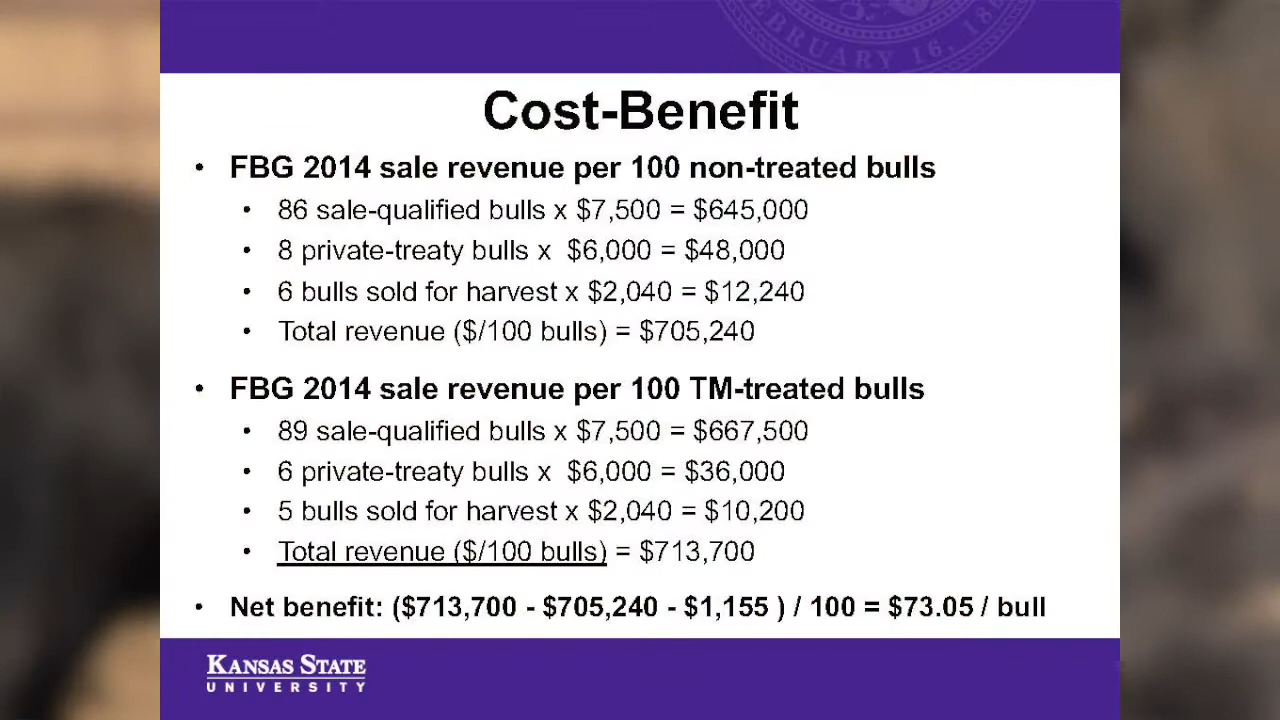 FEBRUARY 16, 186
Cost-Benefit
• FBG 2014 sale revenue per 100 non-treated bulls
• 86 sale-qualified bulls x $7,500 = $645,000
• 8 private-treaty bulls x $6,000 = $48,000
• 6 bulls sold for harvest x $2,040 = $12,240
• Total revenue ($/100 bulls) = $705,240
• FBG 2014 sale revenue per 100 TM-treated bulls
• 89 sale-qualified bulls x $7,500 = $667,500
• 6 private-treaty bulls x $6,000 = $36,000
• 5 bulls sold for harvest x $2,040 = $10,200
• Total revenue ($/100 bulls) = $713,700
• Net benefit: ($713,700 - $705,240 - $1,155 ) / 100 = $73.05 / bull
KANSAS STATE
UNIVERSITY